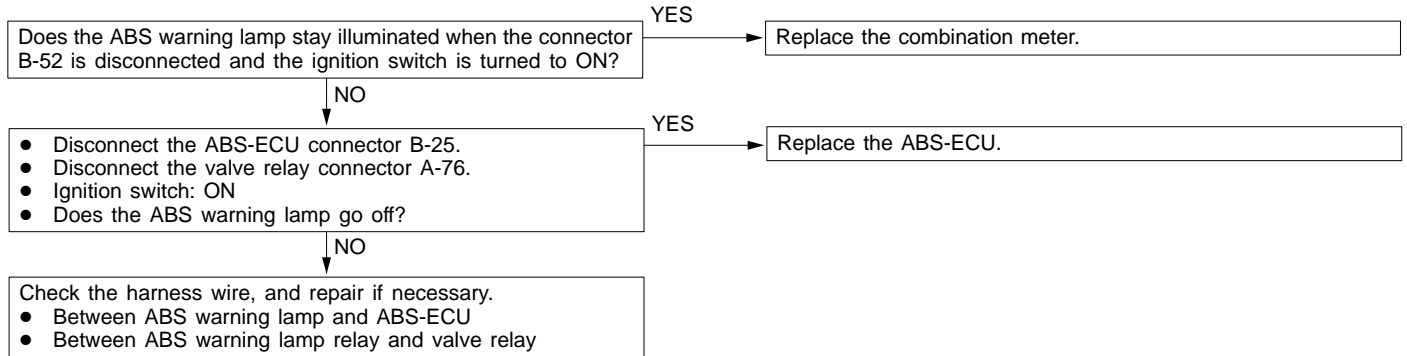 Does the ABS warning lamp stay illuminated when the connector
B-52 is disconnected and the ignition switch is turned to ON?
YES
Replace the combination meter.
NO
● Disconnect the ABS-ECU connector B-25.
● Disconnect the valve relay connector A-76.
● Ignition switch: ON
● Does the ABS warning lamp go off?
YES
Replace the ABS-ECU.
NO
Check the harness wire, and repair if necessary.
● Between ABS warning lamp and ABS-ECU
● Between ABS warning lamp relay and valve relay